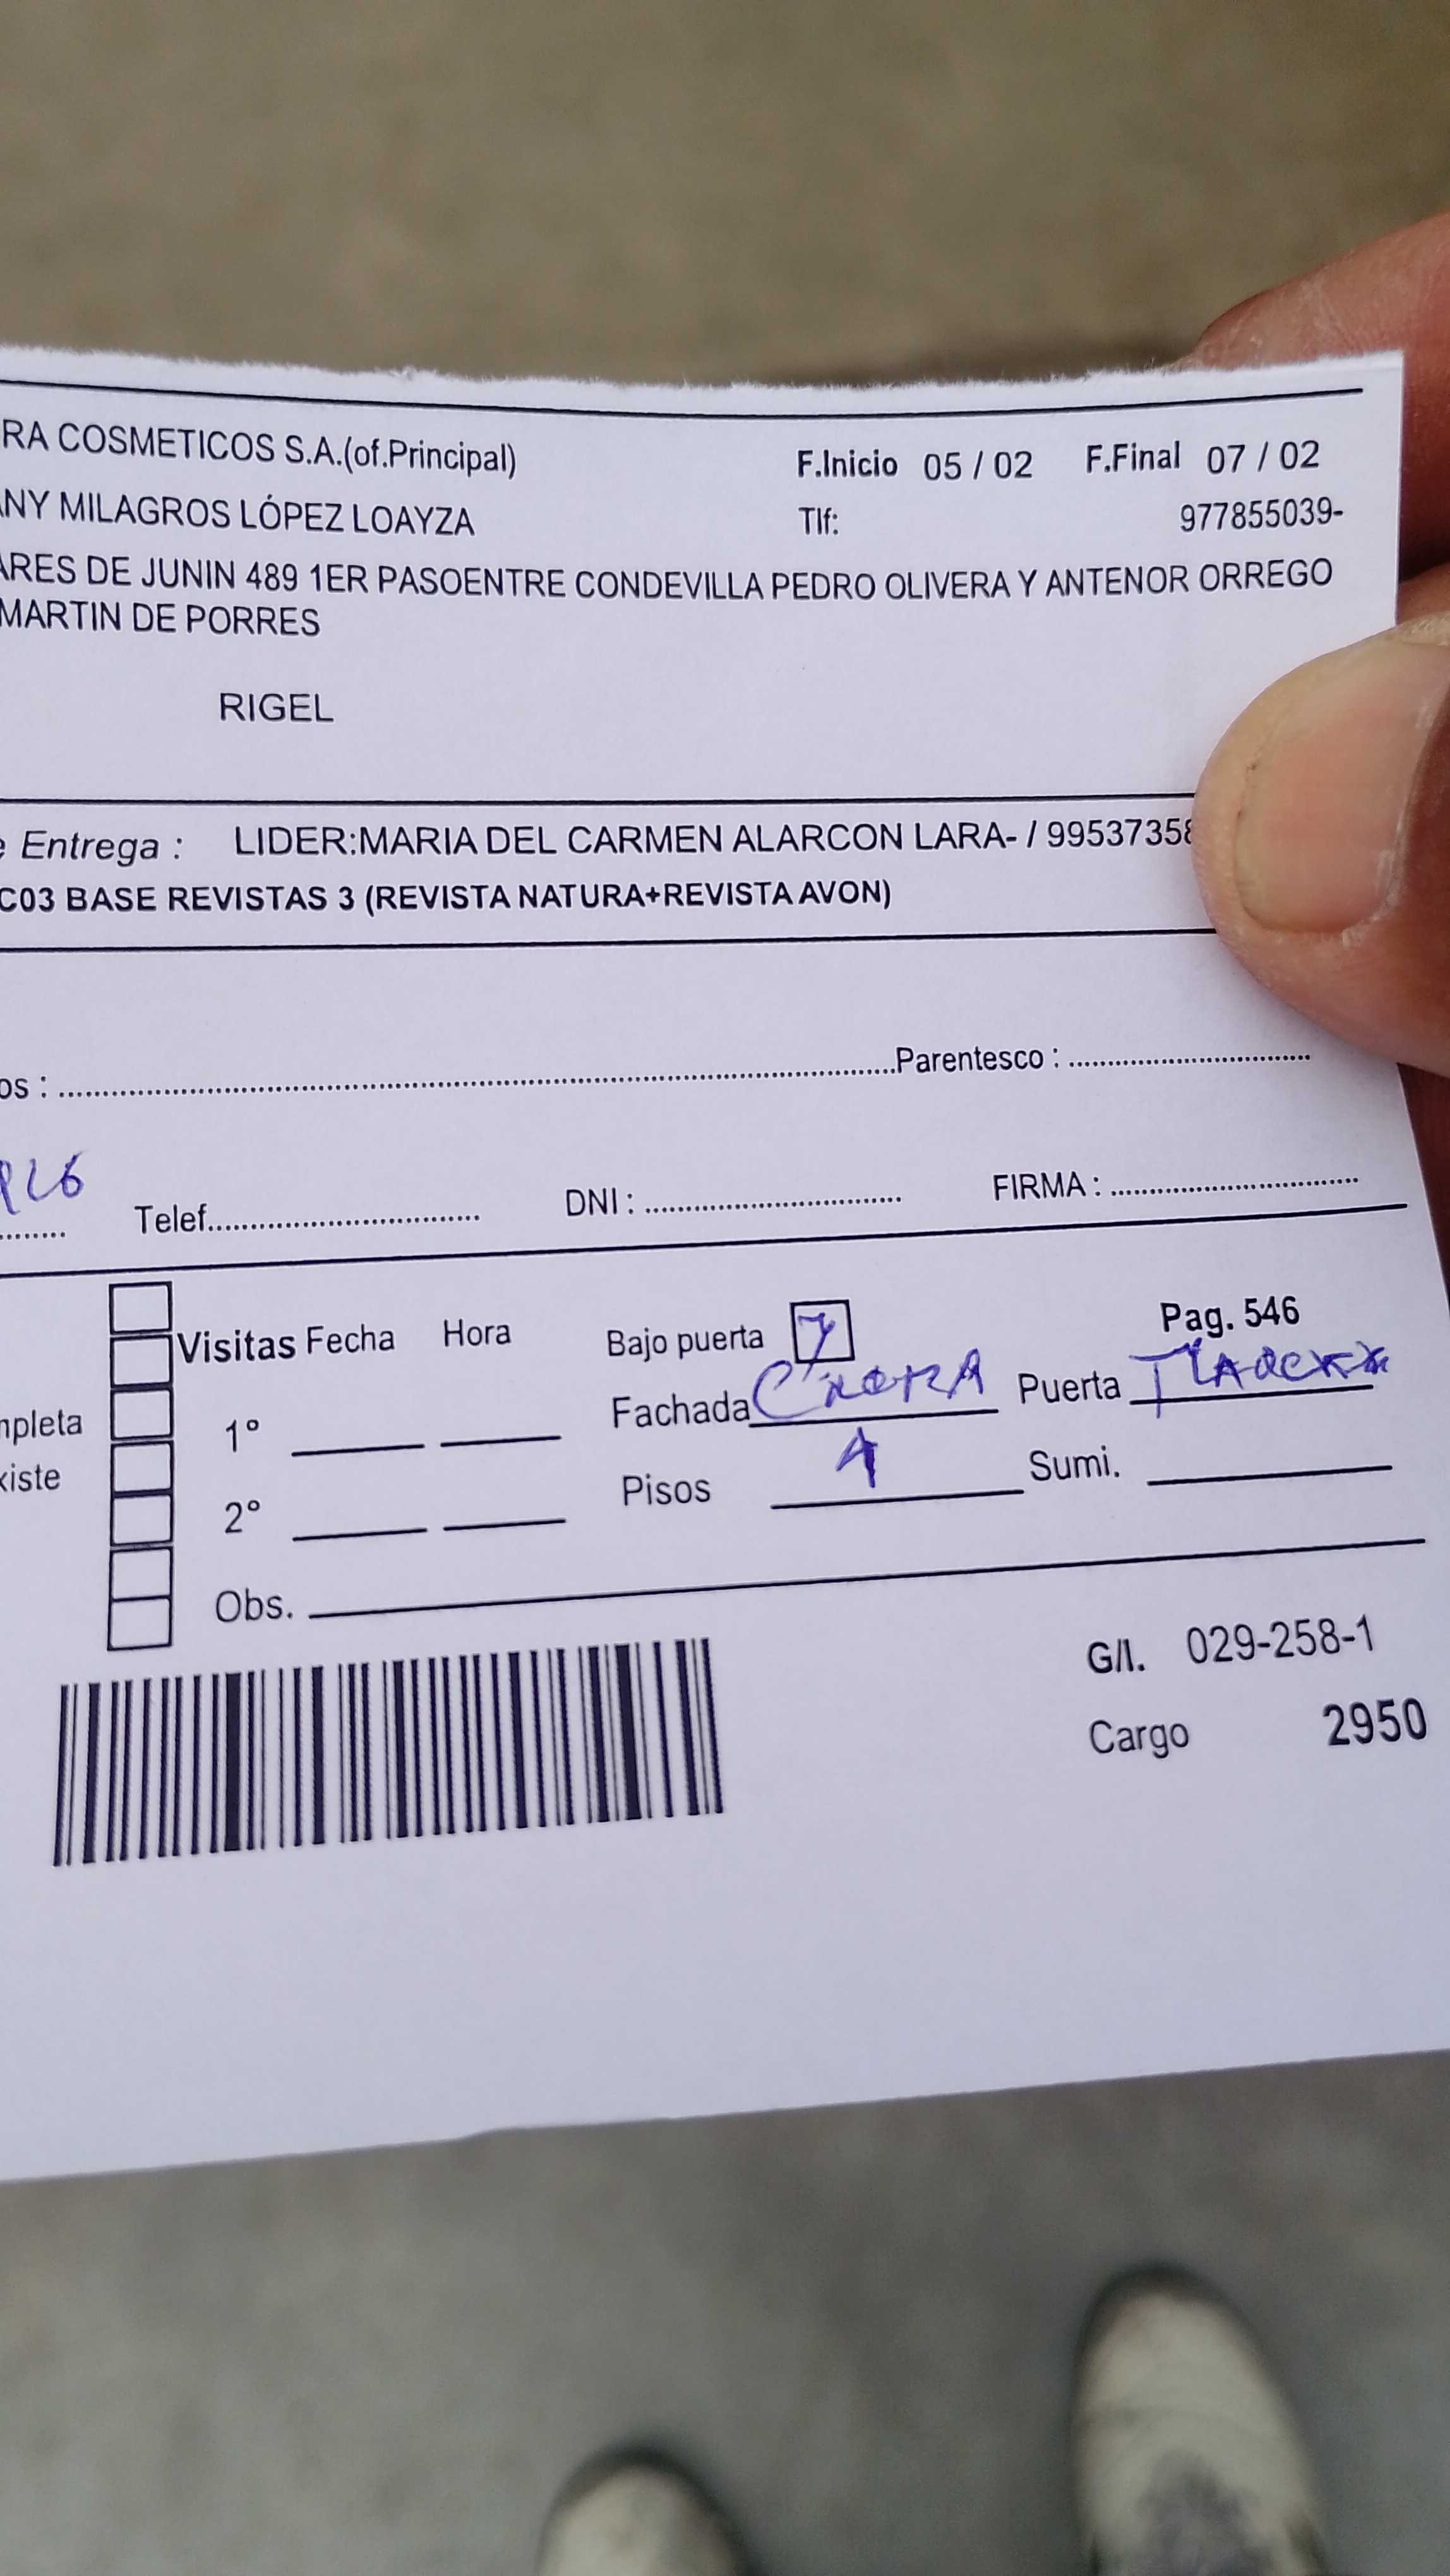 RA COSMETICOS S.A.(of.Principal) F.Inicio 05 / 02 F.Final 07 / 02
NY MILAGROS LÓPEZ LOAYZA Tlf: 977855039-
ARES DE JUNIN 489 1ER PASOENTRE CONDEVILLA PEDRO OLIVERA Y ANTENOR ORREGO
MARTIN DE PORRES
RIGEL
e Entrega : LIDER:MARIA DEL CARMEN ALARCON LARA- / 99537358
C03 BASE REVISTAS 3 (REVISTA NATURA+REVISTA AVON)
os : Parentesco :
Telef. DNI : FIRMA :
Visitas Fecha Hora Bajo puerta Pag. 546
mpleta 1° Fachada Puerta
xiste 2° Pisos Sumi.
Obs.
G/l. 029-258-1
Cargo 2950